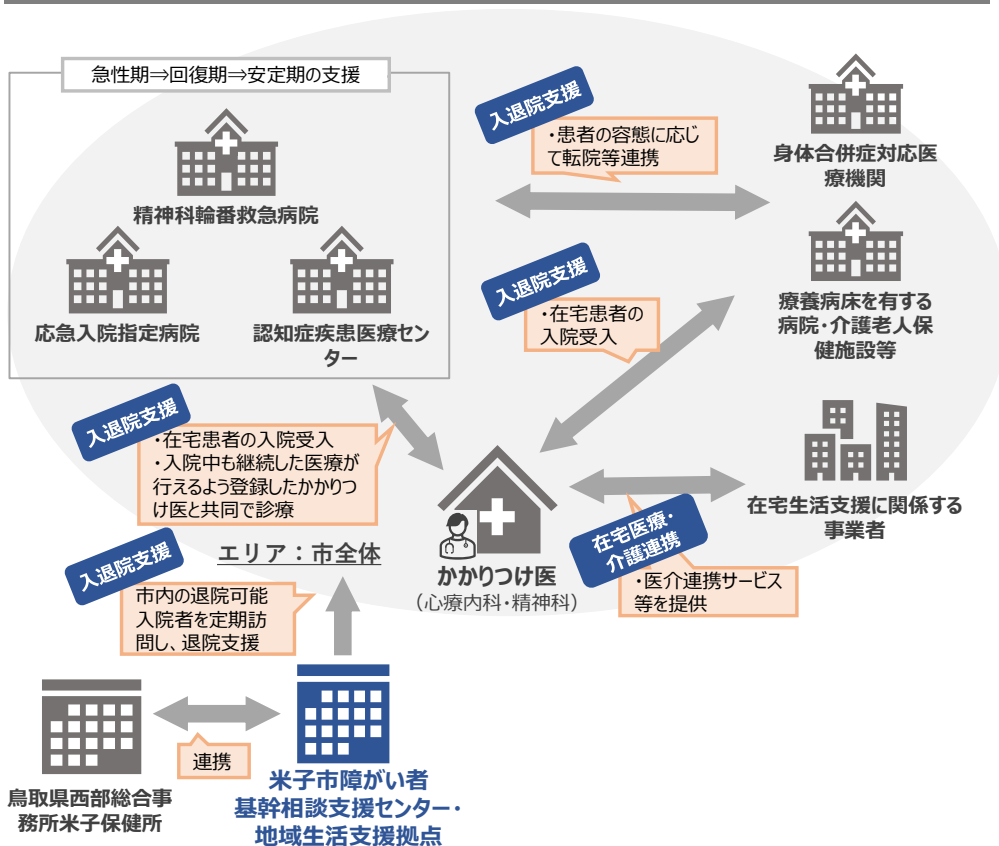 急性期⇒回復期⇒安定期の支援
精神科輪番救急病院
応急入院指定病院
認知症疾患医療セン
ター
入退院支援
・患者の容態に応じ
て転院等連携
身体合併症対応医
療機関
入退院支援
・在宅患者の
入院受入
療養病床を有する
病院・介護老人保
健施設等
入退院支援
・在宅患者の入院受入
・入院中も継続した医療が
行えるよう登録したかかりつ
け医と共同で診療
在宅生活支援に関係する
事業者
在宅医療・
介護連携
・医介連携サービス
等を提供
かかりつけ医
（心療内科・精神科）
エリア：市全体
入退院支援
市内の退院可能
入院者を定期訪
問し、退院支援
連携
鳥取県西部総合事
務所米子保健所
米子市障がい者
基幹相談支援センター・
地域生活支援拠点